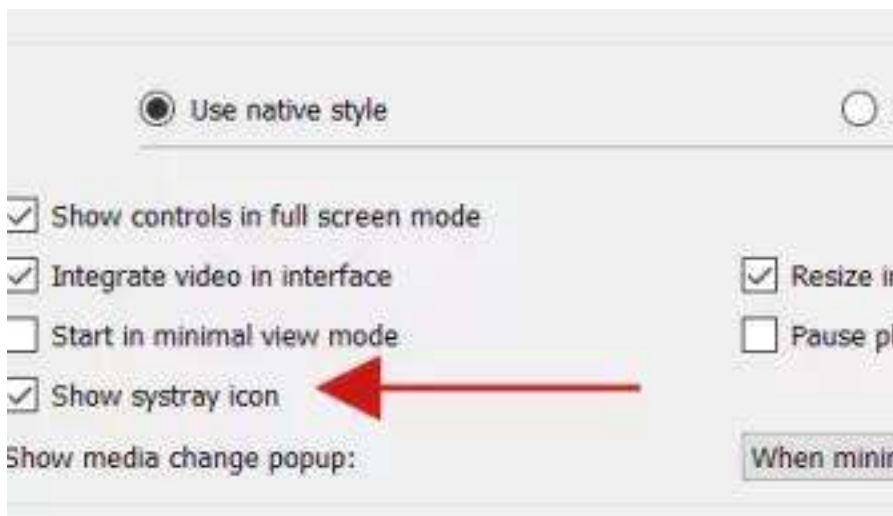 Use native style
Show controls in full screen mode
Integrate video in interface
Resize
Start in minimal view mode
Pause
Show systray icon
Show media change popup:
When